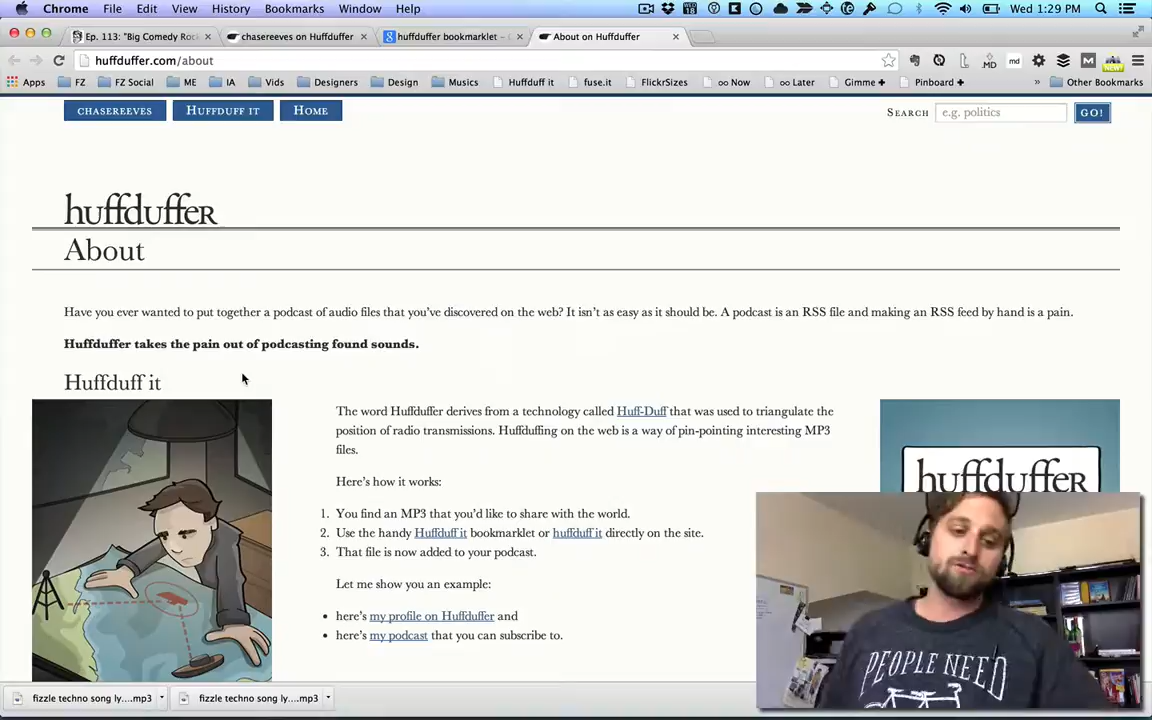 Chrome File Edit View History Bookmarks Window Help Wed 1:29 PM
Ep. 113: "Big Comedy Roc chasereeves on Huffduffer huffduffer bookmarklet – About on Huffduffer
huffduffer.com/about
Apps FZ FZ Social ME IA Vids Designers Design Musics Huffduff it fuse.it FlickrSizes oo Now oo Later Gimme + Pinboard + » Other Bookmarks
CHASEREEVES HUFFDUFF IT HOME SEARCH e.g. politics GO!
huffduffer
About
Have you ever wanted to put together a podcast of audio files that you've discovered on the web? It isn't as easy as it should be. A podcast is an RSS file and making an RSS feed by hand is a pain.
Huffduffer takes the pain out of podcasting found sounds.
Huffduff it
The word Huffduffer derives from a technology called Huff-Duff that was used to triangulate the
position of radio transmissions. Huffduffing on the web is a way of pin-pointing interesting MP3
files.
Here's how it works:
1. You find an MP3 that you'd like to share with the world.
2. Use the handy Huffduff it bookmarklet or huffduff it directly on the site.
3. That file is now added to your podcast.
Let me show you an example:
• here's my profile on Huffduffer and
• here's my podcast that you can subscribe to.
huffduffer
PEOPLE NEED
fizzle techno song ly....mp3 fizzle techno song ly....mp3